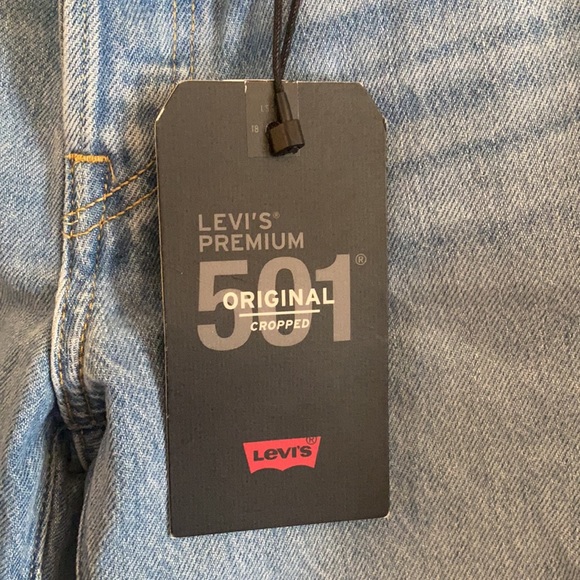 LEVI'S®
PREMIUM
501®
ORIGINAL
CROPPED
Levi's®